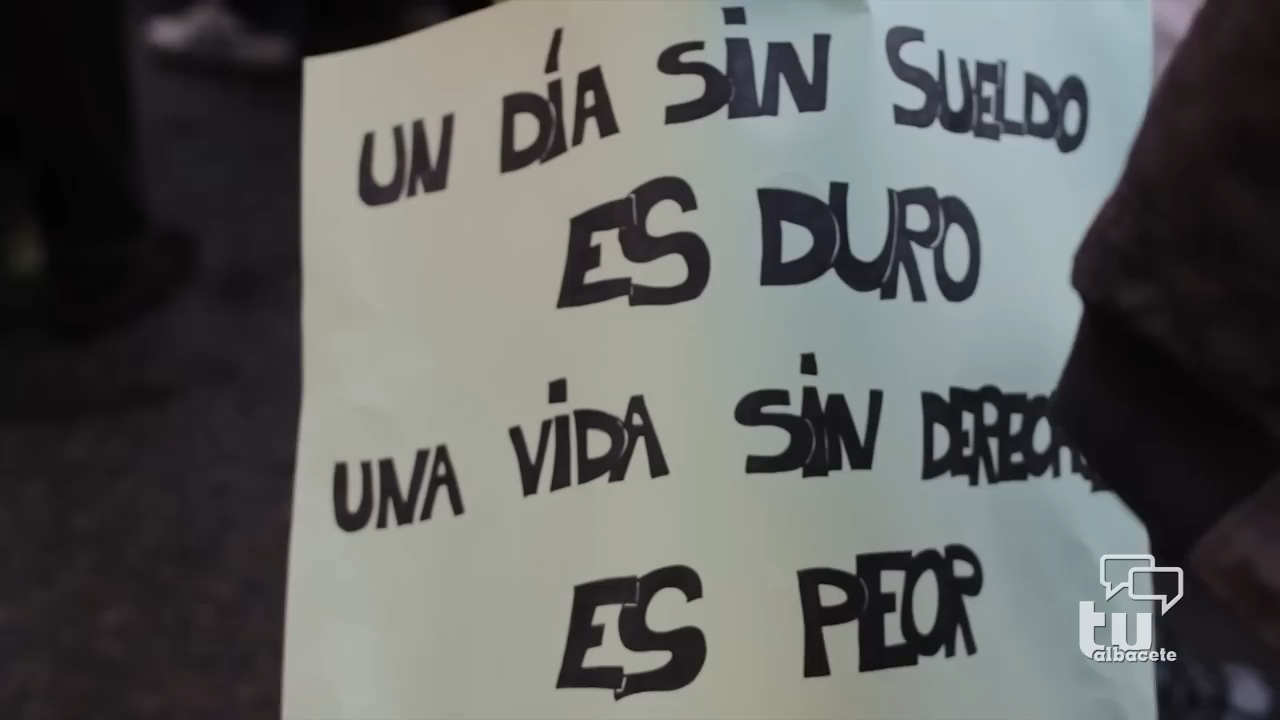 UN DÍA SIN SUELDO
ES DURO
UNA VIDA SIN
ES PEOR
tu
albacete